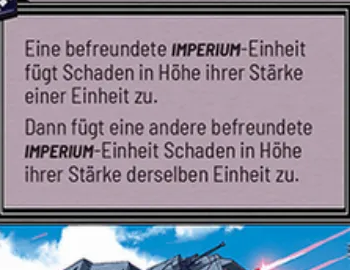 Eine befreundete IMPERIUM-Einheit
fügt Schaden in Höhe ihrer Stärke
einer Einheit zu.
Dann fügt eine andere befreundete
IMPERIUM-Einheit Schaden in Höhe
ihrer Stärke derselben Einheit zu.